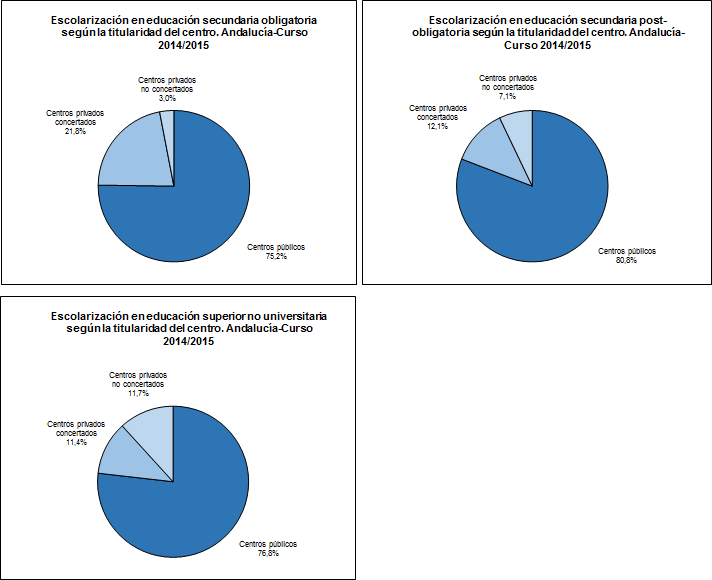 Escolarización en educación secundaria obligatoria
según la titularidad del centro. Andalucía-Curso
2014/2015
Centros privados
no concertados
3,0%
Centros privados
concertados
21,8%
Centros públicos
75,2%
Escolarización en educación secundaria post-
obligatoria según la titularidad del centro. Andalucía-
Curso 2014/2015
Centros privados
no concertados
7,1%
Centros privados
concertados
12,1%
Centros públicos
80,8%
Escolarización en educación superior no universitaria
según la titularidad del centro. Andalucía-Curso
2014/2015
Centros privados
no concertados
11,7%
Centros privados
concertados
11,4%
Centros públicos
76,8%